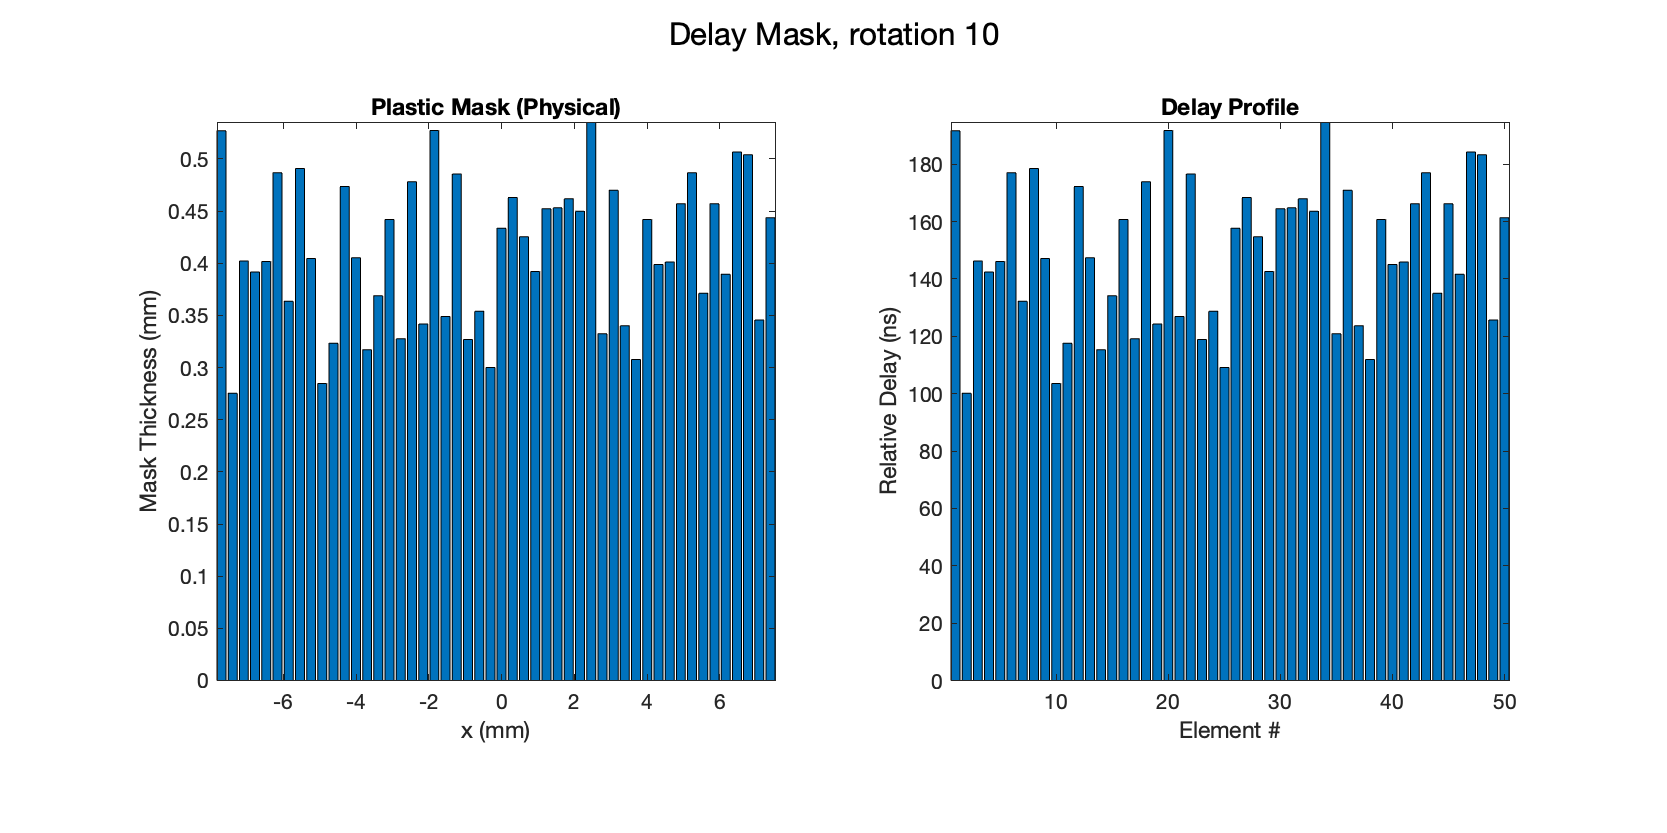 Delay Mask, rotation 10
Plastic Mask (Physical)
Mask Thickness (mm)
0.5
0.45
0.4
0.35
0.3
0.25
0.2
0.15
0.1
0.05
0
-6 -4 -2 0 2 4 6
x (mm)
Delay Profile
Relative Delay (ns)
180
160
140
120
100
80
60
40
20
0
10 20 30 40 50
Element #